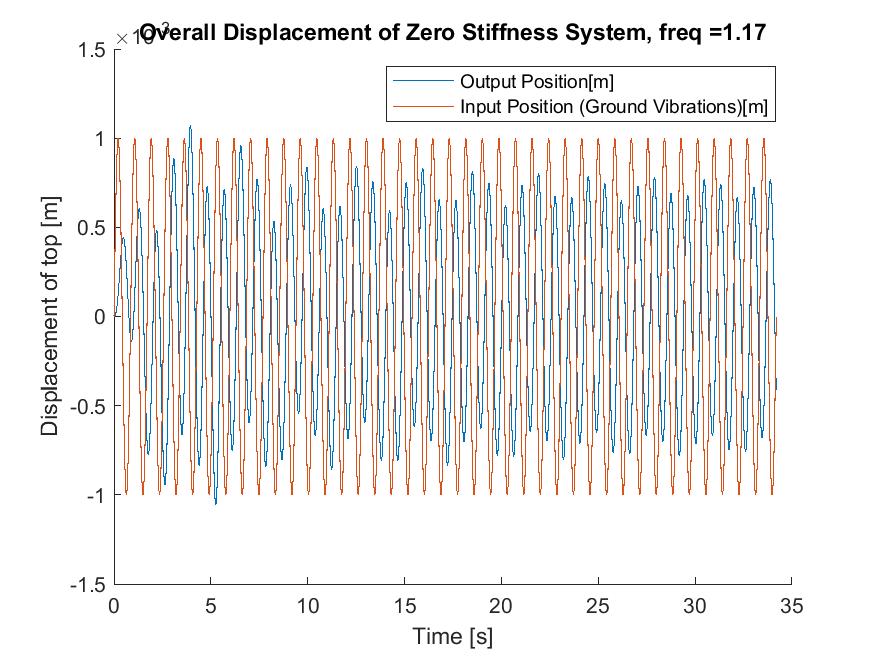 ×10-3
Overall Displacement of Zero Stiffness System, freq =1.17
1.5
Output Position[m]
Input Position (Ground Vibrations)[m]
1
0.5
0
-0.5
-1
-1.5
Displacement of top [m]
0 5 10 15 20 25 30 35
Time [s]